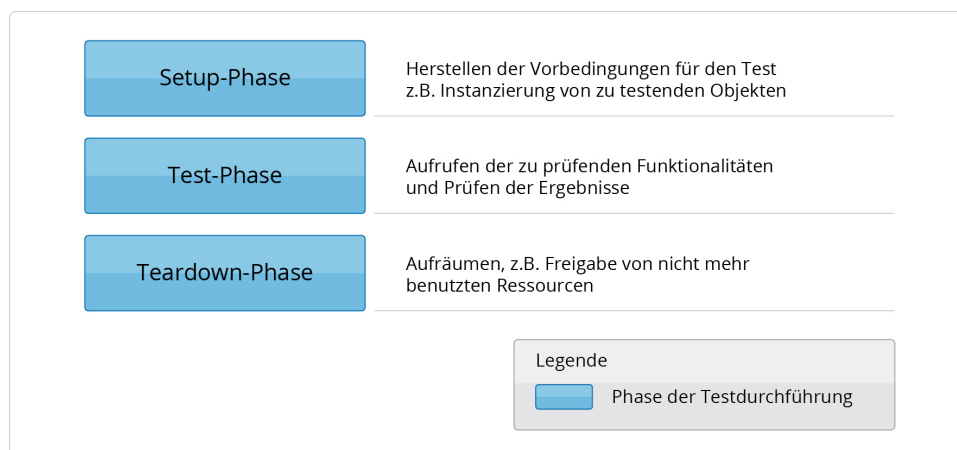 Setup-Phase
Herstellen der Vorbedingungen für den Test
z.B. Instanzierung von zu testenden Objekten
Test-Phase
Aufrufen der zu prüfenden Funktionalitäten
und Prüfen der Ergebnisse
Teardown-Phase
Aufräumen, z.B. Freigabe von nicht mehr
benutzten Ressourcen
Legende
Phase der Testdurchführung